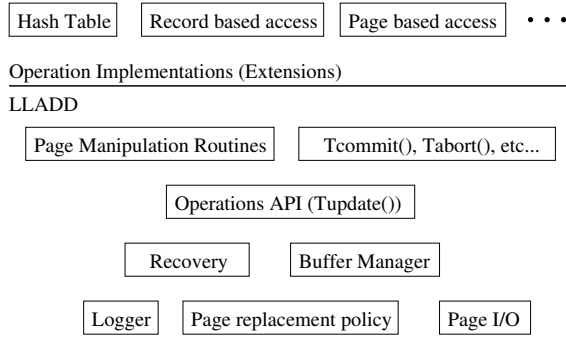 Hash Table Record based access Page based access • • •
Operation Implementations (Extensions)
LLADD
Page Manipulation Routines Tcommit(), Tabort(), etc...
Operations API (Tupdate())
Recovery Buffer Manager
Logger Page replacement policy Page I/O